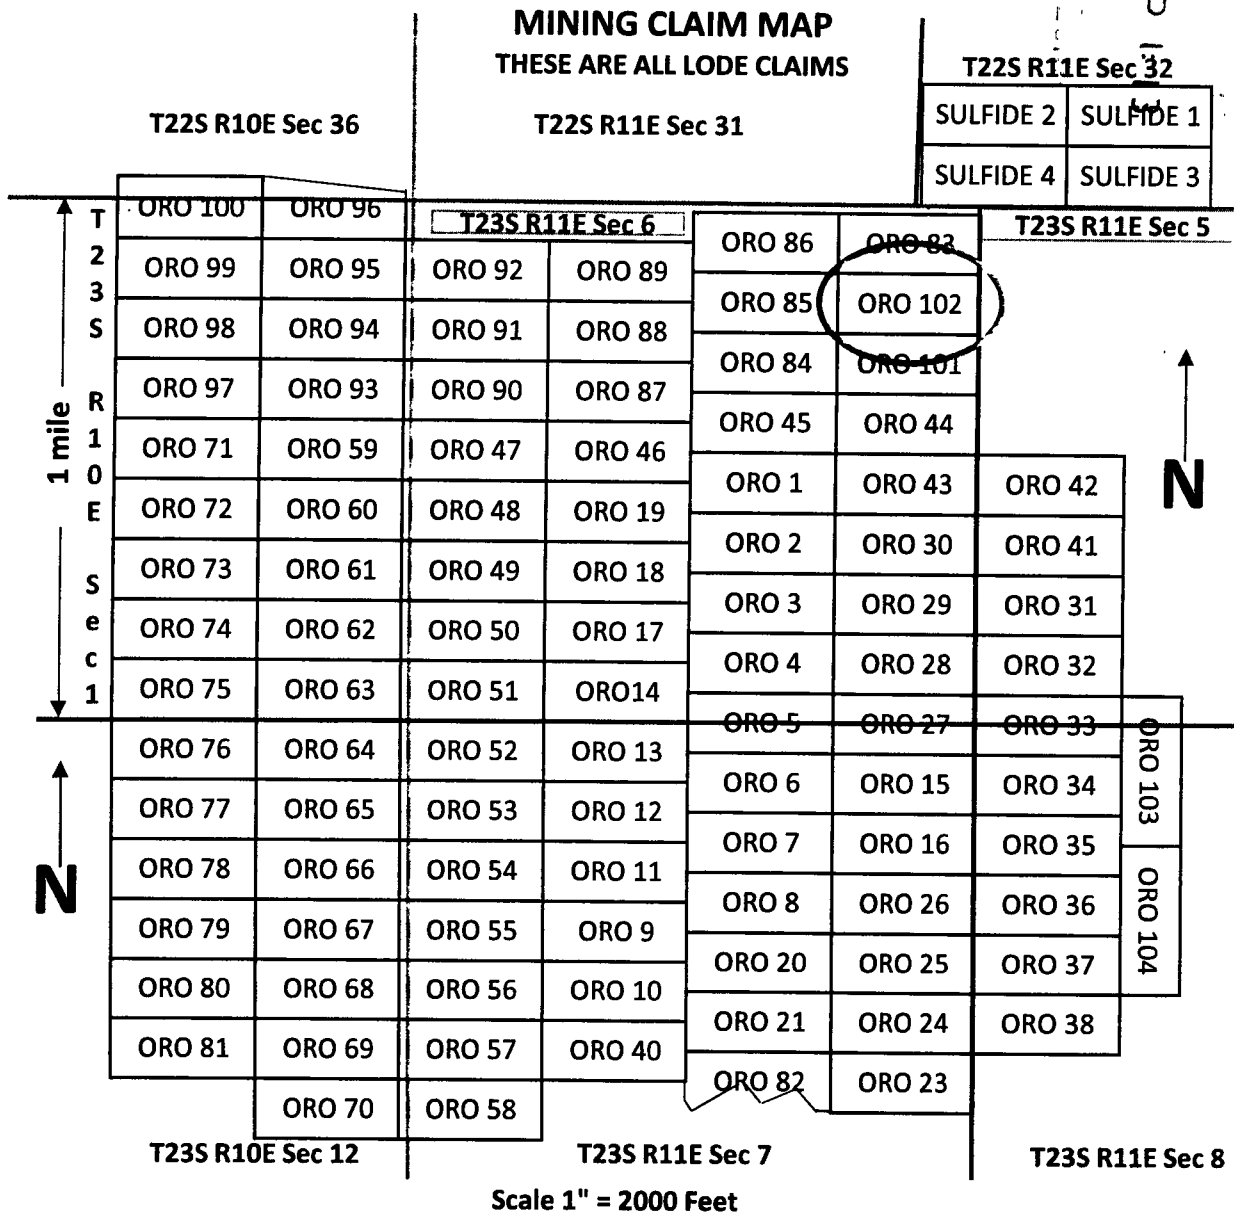 MINING CLAIM MAP
THESE ARE ALL LODE CLAIMS
T22S R11E Sec 32
SULFIDE 2 SULFIDE 1
T22S R10E Sec 36 T22S R11E Sec 31
SULFIDE 4 SULFIDE 3
ORO 100 ORO 96 T23S R11E Sec 6 ORO 86 ORO 83 T23S R11E Sec 5
ORO 99 ORO 95 ORO 92 ORO 89 ORO 85 ORO 102
ORO 98 ORO 94 ORO 91 ORO 88 ORO 84 ORO 101
ORO 97 ORO 93 ORO 90 ORO 87 ORO 45 ORO 44
ORO 71 ORO 59 ORO 47 ORO 46 ORO 1 ORO 43 ORO 42
ORO 72 ORO 60 ORO 48 ORO 19 ORO 2 ORO 30 ORO 41
ORO 73 ORO 61 ORO 49 ORO 18 ORO 3 ORO 29 ORO 31
ORO 74 ORO 62 ORO 50 ORO 17 ORO 4 ORO 28 ORO 32
ORO 75 ORO 63 ORO 51 ORO14 ORO 5 ORO 27 ORO 33
ORO 76 ORO 64 ORO 52 ORO 13 ORO 6 ORO 15 ORO 34
ORO 77 ORO 65 ORO 53 ORO 12 ORO 7 ORO 16 ORO 35
ORO 78 ORO 66 ORO 54 ORO 11 ORO 8 ORO 26 ORO 36
ORO 79 ORO 67 ORO 55 ORO 9 ORO 20 ORO 25 ORO 37
ORO 80 ORO 68 ORO 56 ORO 10 ORO 21 ORO 24 ORO 38
ORO 81 ORO 69 ORO 57 ORO 40 ORO 82 ORO 23
ORO 70 ORO 58
T23S R10E Sec1
1 mile
N
N
ORO 103
ORO 104
T23S R10E Sec 12 T23S R11E Sec 7 T23S R11E Sec 8
Scale 1" = 2000 Feet